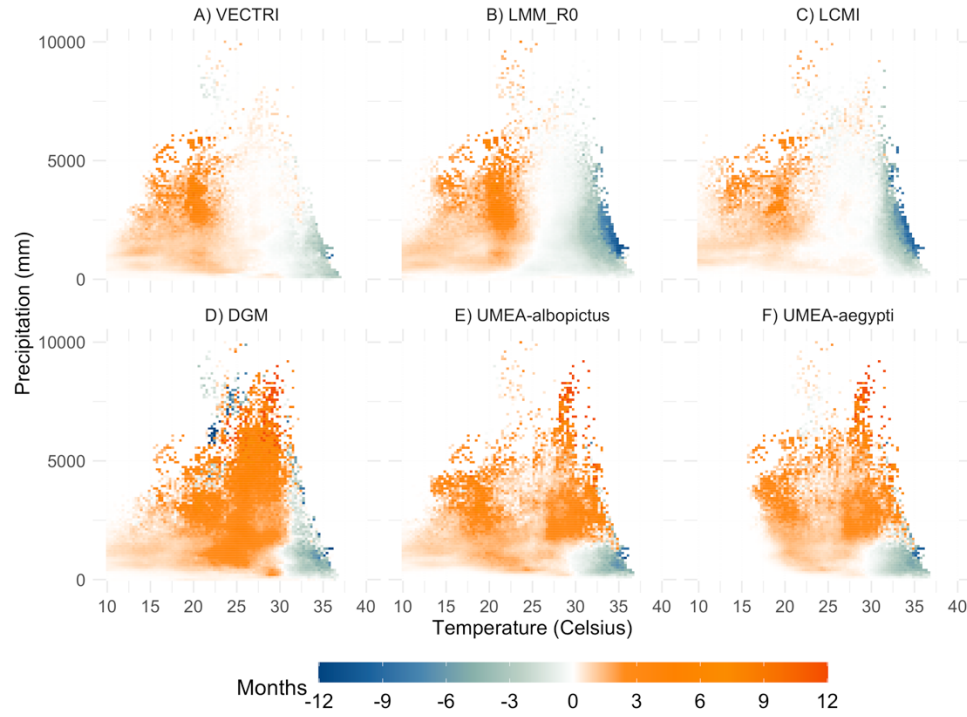 A) VECTRI B) LMM_R0 C) LCMI
10000
5000
0
D) DGM E) UMEA-albopictus F) UMEA-aegypti
10000
5000
0
Precipitation (mm)
10 15 20 25 30 35 40 10 15 20 25 30 35 40 10 15 20 25 30 35 40
Temperature (Celsius)
Months
-12 -9 -6 -3 0 3 6 9 12